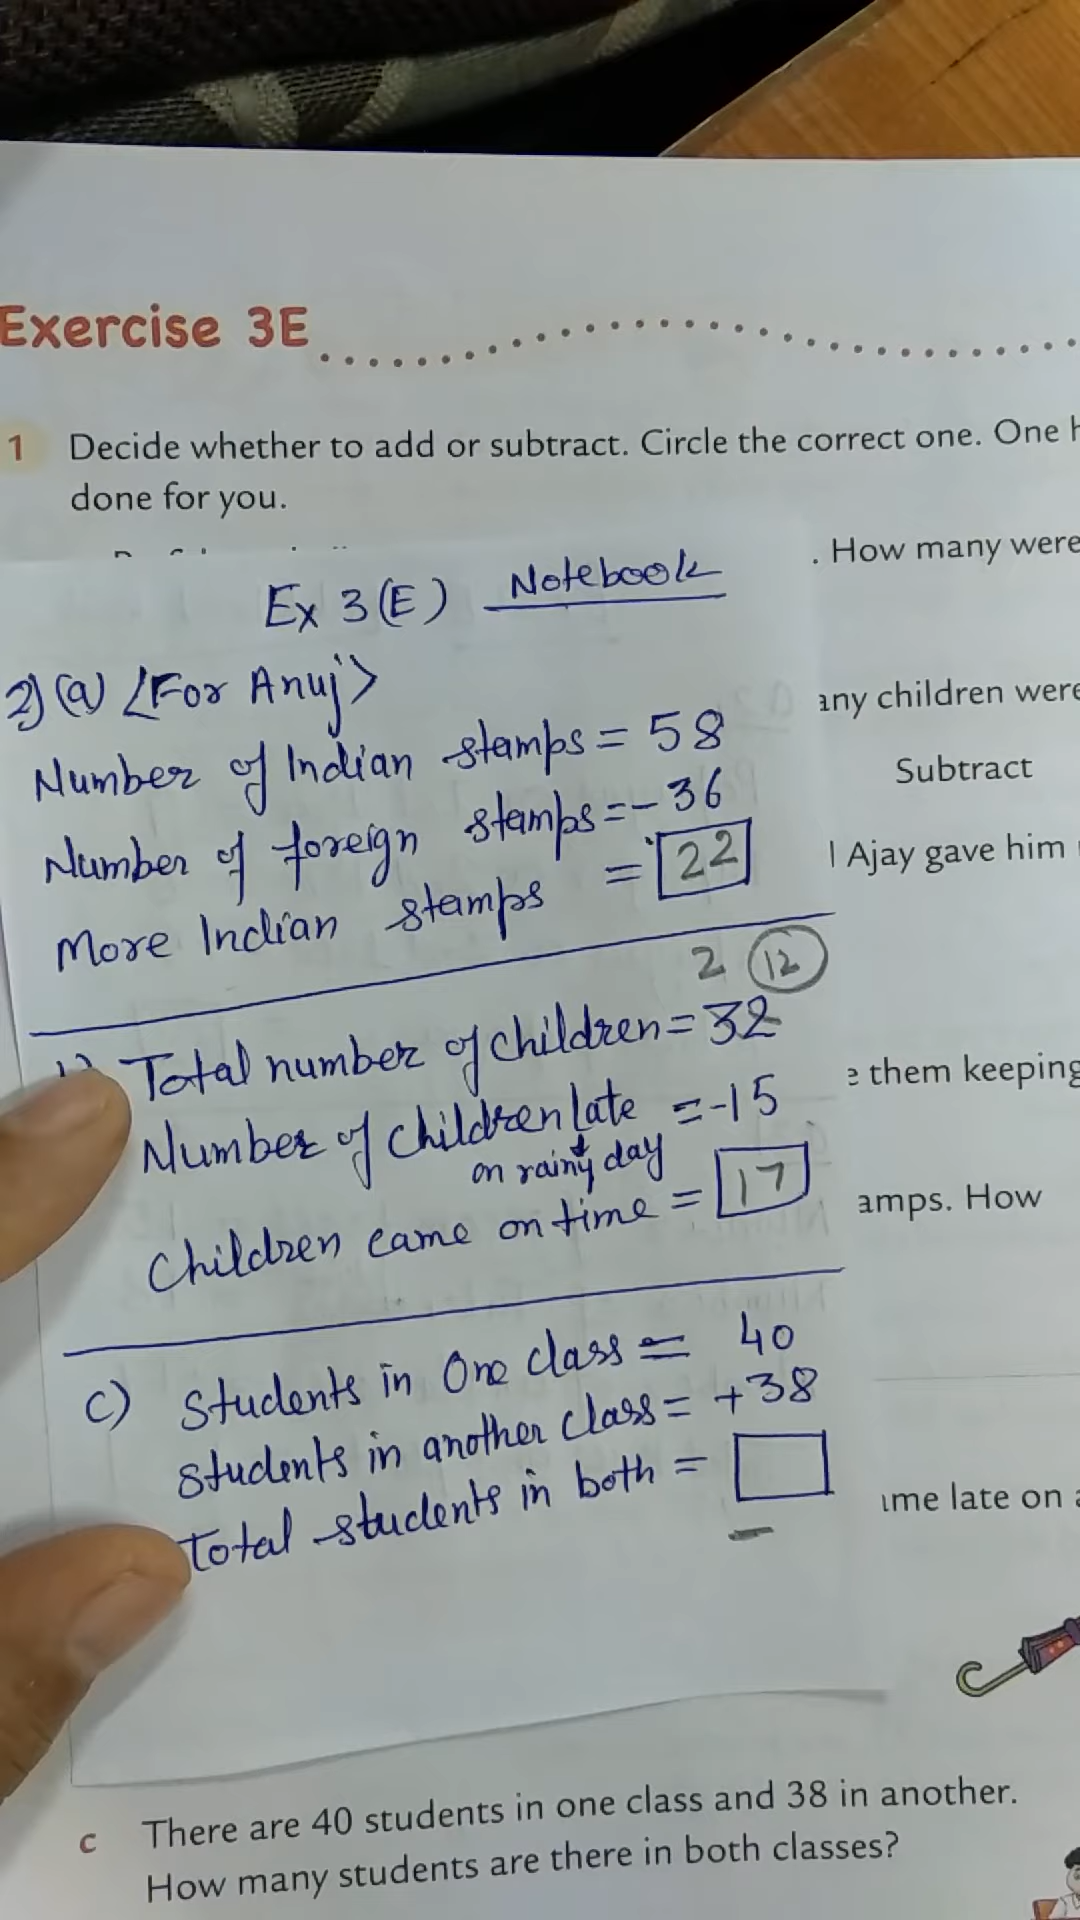 Exercise 3E
1 Decide whether to add or subtract. Circle the correct one. One
done for you.
. How many were
Ex 3(E) Notebook
2) (a) <For Anuj>
any children were
Number of Indian stamps = 58
Subtract
Number of foreign stamps = - 36
Ajay gave him
More Indian stamps = 22
2 12
Total number of children = 32
them keeping
Number of children late = - 15
on rainy day
amps. How
Children came on time = 17
c) Students in One class = 40
Students in another class = + 38
Total students in both =
ame late on
c There are 40 students in one class and 38 in another.
How many students are there in both classes?